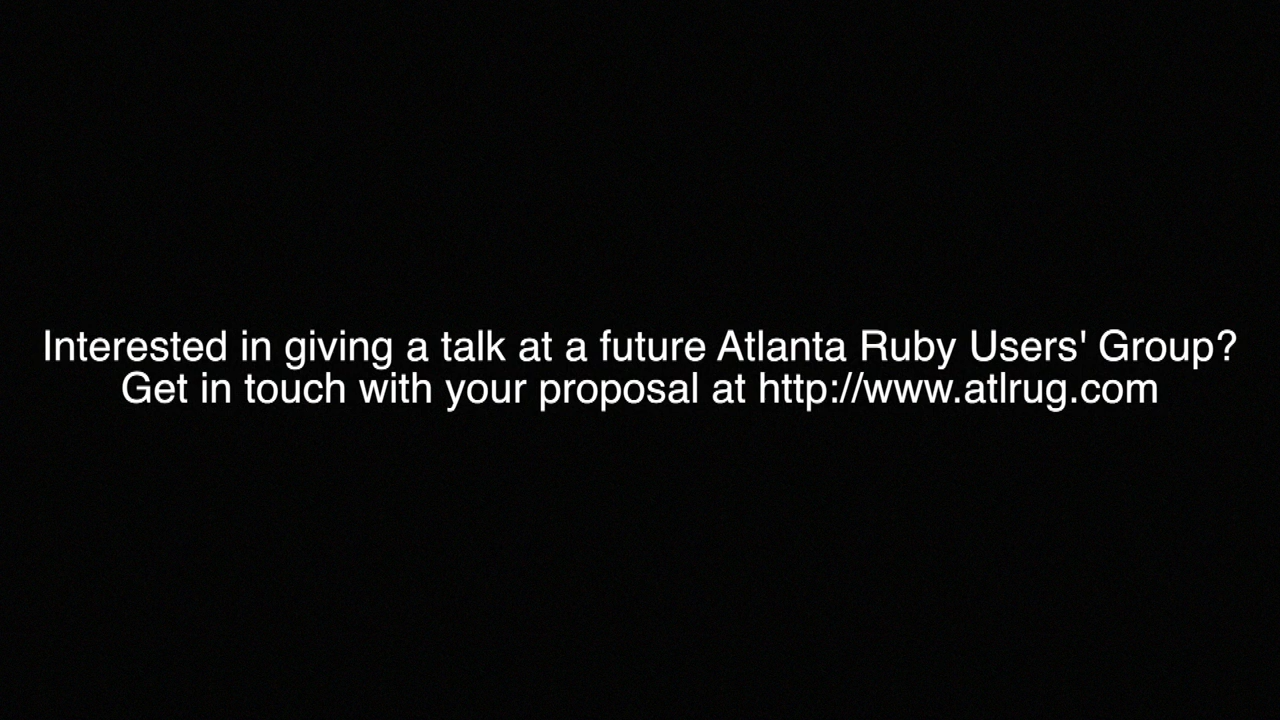 Interested in giving a talk at a future Atlanta Ruby Users' Group?
Get in touch with your proposal at http://www.atlrug.com